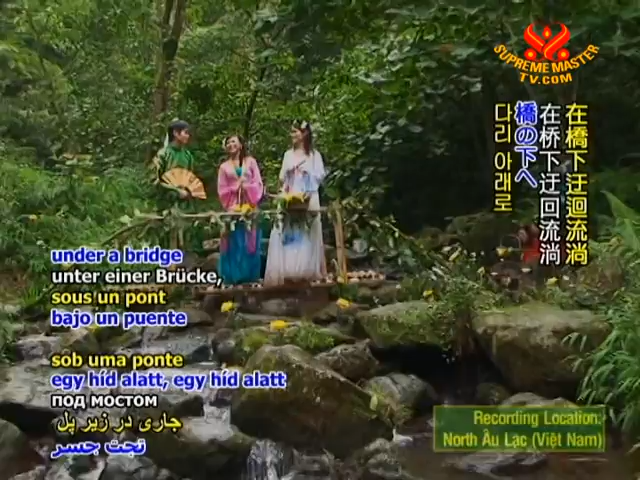 SUPREME MASTER
TV.COM
在橋下迂迴流淌
在桥下迂回流淌
橋の下へ
다리 아래로
under a bridge
unter einer Brücke,
sous un pont
bajo un puente
sob uma ponte
egy híd alatt, egy híd alatt
под мостом
جاری در زیر پل
تجت جسر
Recording Location:
North Âu Lạc (Việt Nam)